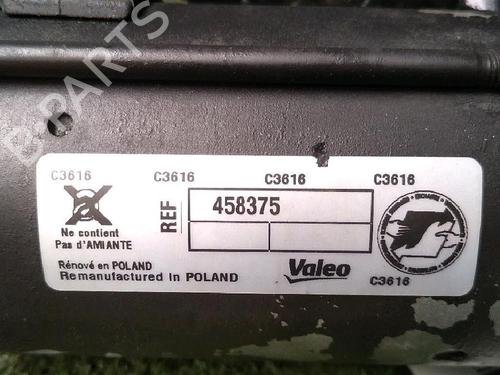 B-PARTS
C3616 C3616 C3616 C3616
REF 458375
Ne contient
Pas d'AMIANTE
Rénové en POLAND
Remanufactured in POLAND
Valeo
C3616